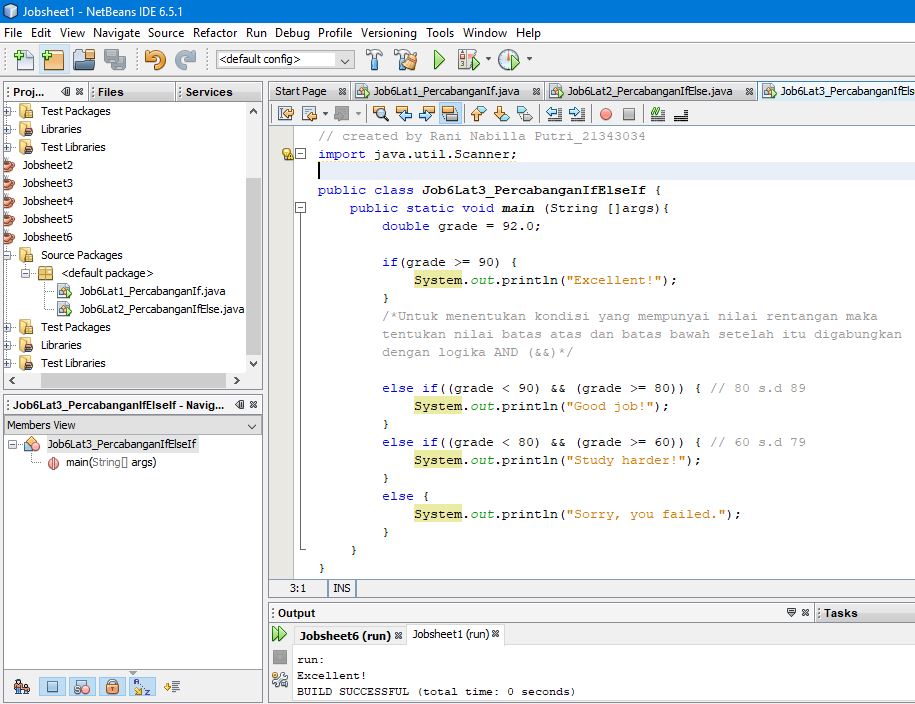 Jobsheet1 - NetBeans IDE 6.5.1
File Edit View Navigate Source Refactor Run Debug Profile Versioning Tools Window Help
<default config>
Proj... Files Services
Test Packages
Libraries
Test Libraries
Jobsheet2
Jobsheet3
Jobsheet4
Jobsheet5
Jobsheet6
Source Packages
<default package>
Job6Lat1_PercabanganIf.java
Job6Lat2_PercabanganIfElse.java
Test Packages
Libraries
Test Libraries
Job6Lat3_PercabanganIfElseIf - Navig...
Members View
Job6Lat3_PercabanganIfElseIf
main(String[] args)
Start Page Job6Lat1_PercabanganIf.java Job6Lat2_PercabanganIfElse.java Job6Lat3_PercabanganIfEls
// created by Rani Nabilla Putri_21343034
import java.util.Scanner;
public class Job6Lat3_PercabanganIfElseIf {
public static void main (String []args){
double grade = 92.0;
if(grade >= 90) {
System.out.println("Excellent!");
}
/*Untuk menentukan kondisi yang mempunyai nilai rentangan maka
tentukan nilai batas atas dan batas bawah setelah itu digabungkan
dengan logika AND (&&)*/
else if((grade < 90) && (grade >= 80)) { // 80 s.d 89
System.out.println("Good job!");
}
else if((grade < 80) && (grade >= 60)) { // 60 s.d 79
System.out.println("Study harder!");
}
else {
System.out.println("Sorry, you failed.");
}
}
}
3:1 INS
Output Tasks
Jobsheet6 (run) Jobsheet1 (run)
run:
Excellent!
BUILD SUCCESSFUL (total time: 0 seconds)